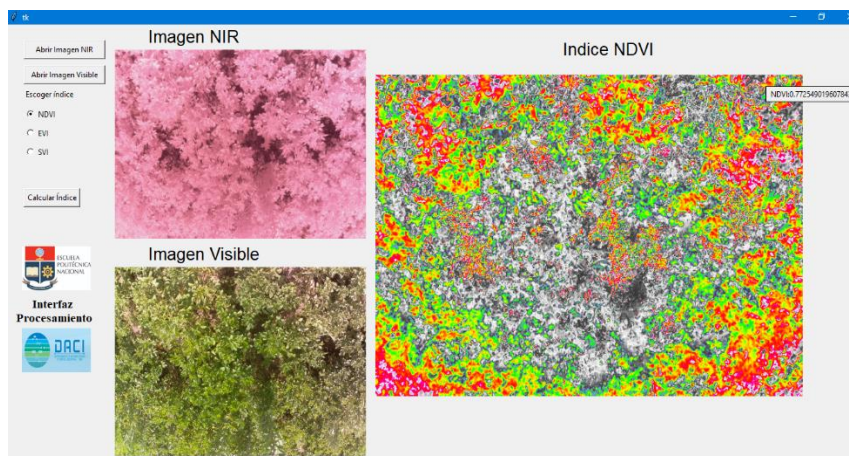 tk
Abrir Imagen NIR
Abrir Imagen Visible
Escoger índice
NDVI
EVI
SVI
Calcular Índice
ESCUELA
POLITÉCNICA
NACIONAL
Interfaz
Procesamiento
DACI
Imagen NIR
Imagen Visible
Indice NDVI
NDVI:0.7725490196078